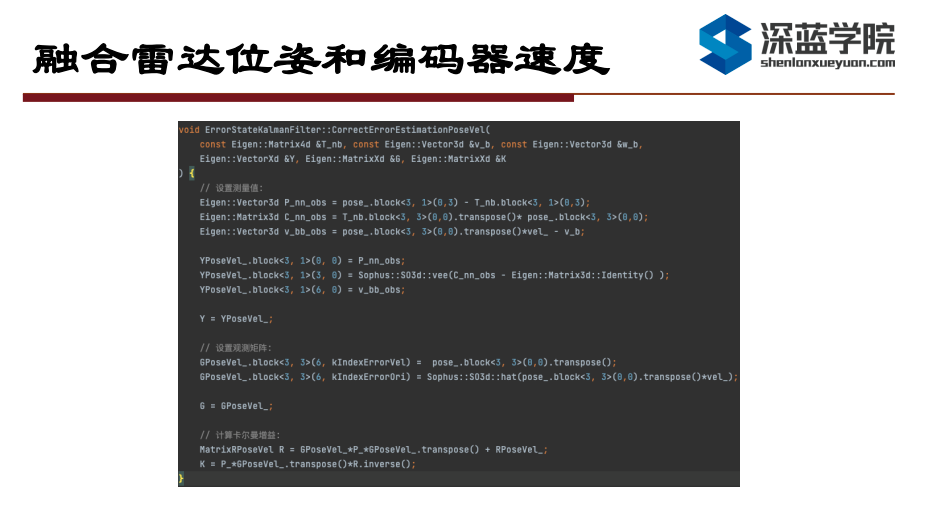 融合雷达位姿和编码器速度
深蓝学院
shenlanxueyuan.com
void ErrorStateKalmanFilter::CorrectErrorEstimationPoseVel(
    const Eigen::Matrix4d &T_nb, const Eigen::Vector3d &v_b, const Eigen::Vector3d &w_b,
    Eigen::VectorXd &Y, Eigen::MatrixXd &G, Eigen::MatrixXd &K
) {
    // 设置测量值:
    Eigen::Vector3d P_nn_obs = pose_.block<3, 1>(0,3) - T_nb.block<3, 1>(0,3);
    Eigen::Matrix3d C_nn_obs = T_nb.block<3, 3>(0,0).transpose()* pose_.block<3, 3>(0,0);
    Eigen::Vector3d v_bb_obs = pose_.block<3, 3>(0,0).transpose()*vel_ - v_b;
    YPoseVel_.block<3, 1>(0, 0) = P_nn_obs;
    YPoseVel_.block<3, 1>(3, 0) = Sophus::SO3d::vee(C_nn_obs - Eigen::Matrix3d::Identity() );
    YPoseVel_.block<3, 1>(6, 0) = v_bb_obs;
    Y = YPoseVel_;
    // 设置观测矩阵:
    GPoseVel_.block<3, 3>(6, kIndexErrorVel) =  pose_.block<3, 3>(0,0).transpose();
    GPoseVel_.block<3, 3>(6, kIndexErrorOri) = Sophus::SO3d::hat(pose_.block<3, 3>(0,0).transpose()*vel_);
    G = GPoseVel_;
    // 计算卡尔曼增益:
    MatrixRPoseVel R = GPoseVel_*P_*GPoseVel_.transpose() + RPoseVel_;
    K = P_*GPoseVel_.transpose()*R.inverse();
}